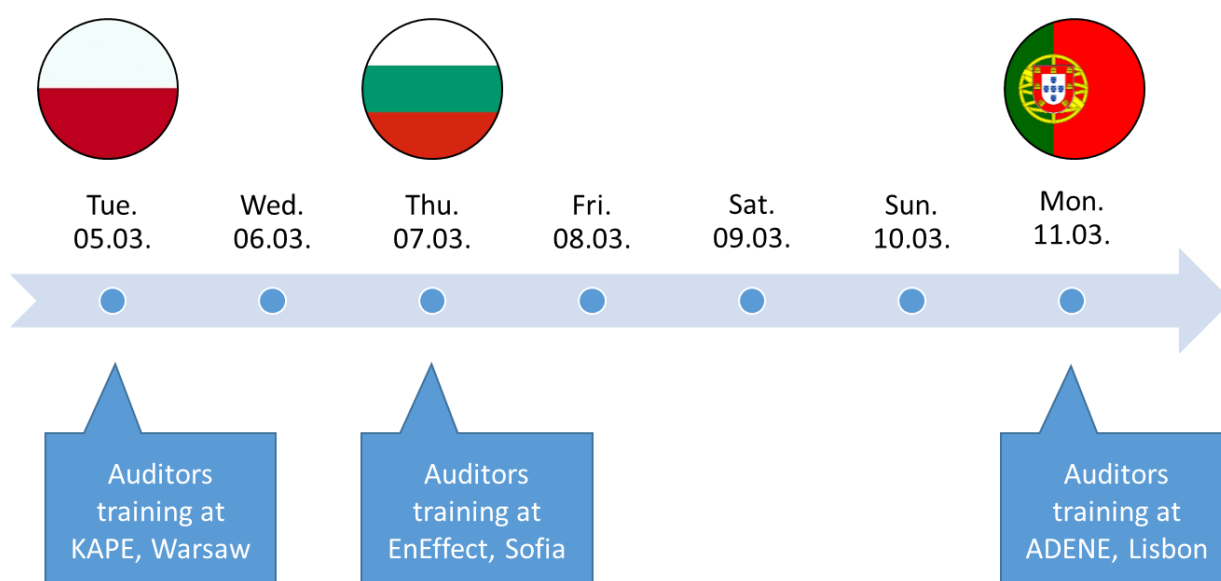 Tue.
05.03.
Wed.
06.03.
Thu.
07.03.
Fri.
08.03.
Sat.
09.03.
Sun.
10.03.
Mon.
11.03.
Auditors
training at
KAPE, Warsaw
Auditors
training at
EnEffect, Sofia
Auditors
training at
ADENE, Lisbon